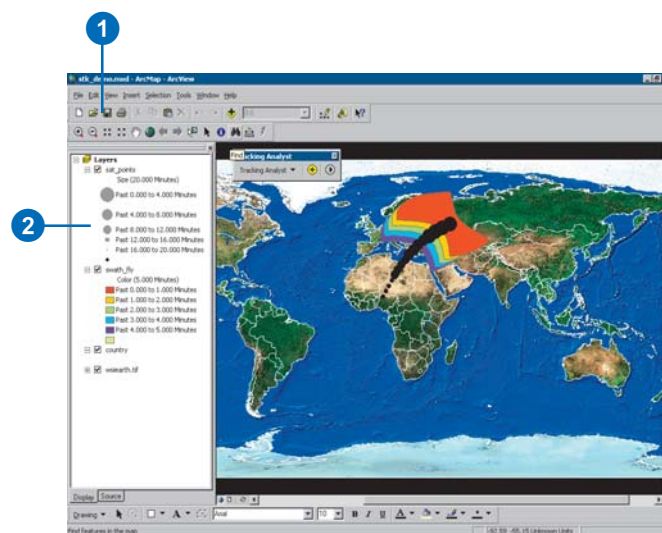 1
stk_demo.mxd - ArcMap - ArcView
File Edit View Insert Selection Tools Window Help
Find
Tracking Analyst
Tracking Analyst
2
Layers
sat_points
Size (20.000 Minutes)
Past 0.000 to 4.000 Minutes
Past 4.000 to 8.000 Minutes
Past 8.000 to 12.000 Minutes
Past 12.000 to 16.000 Minutes
Past 16.000 to 20.000 Minutes
swath_fly
Color (5.000 Minutes)
Past 0.000 to 1.000 Minutes
Past 1.000 to 2.000 Minutes
Past 2.000 to 3.000 Minutes
Past 3.000 to 4.000 Minutes
Past 4.000 to 5.000 Minutes
country
wsiearth.tif
Display Source
Drawing A Arial 10 B I U A
Find features in the map
Unknown Units